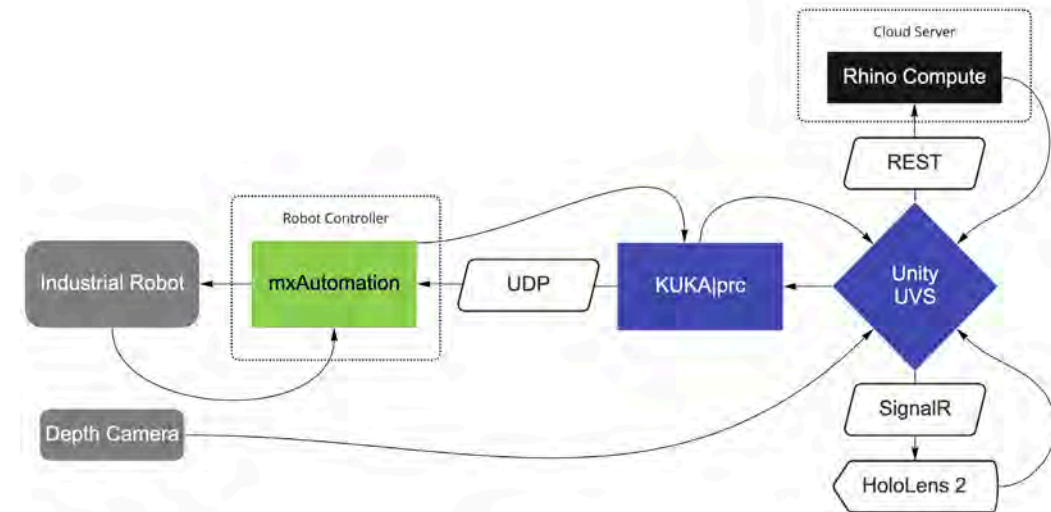 Cloud Server
Rhino Compute
REST
Robot Controller
Industrial Robot
mxAutomation
UDP
KUKA|prc
Unity
UVS
Depth Camera
SignalR
HoloLens 2